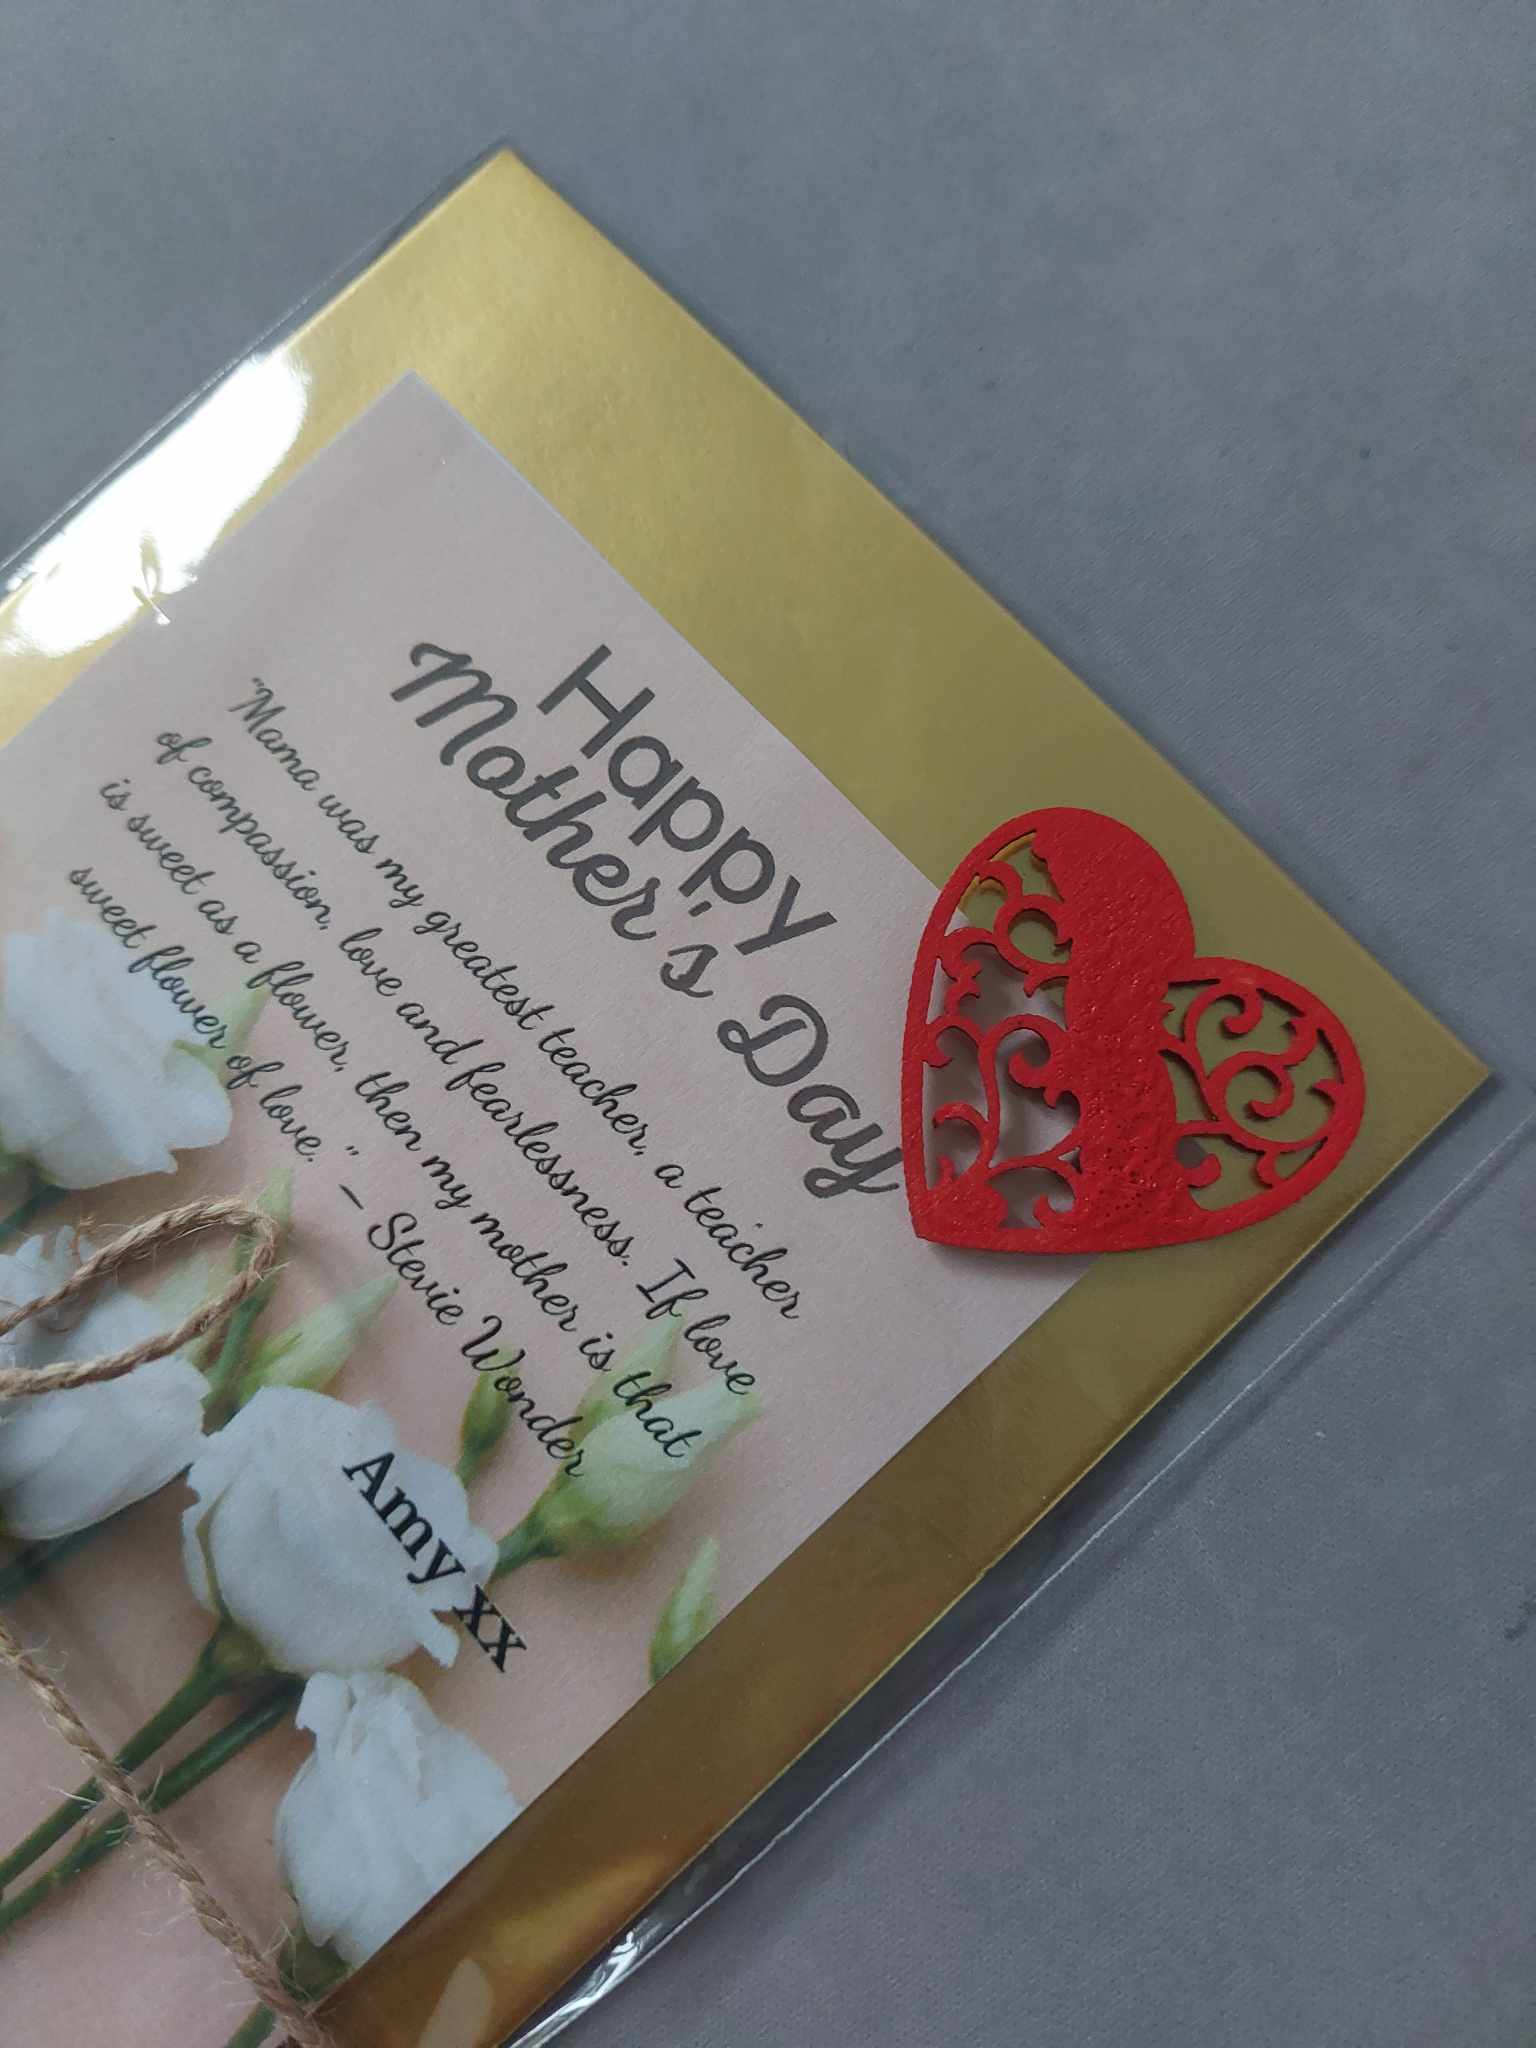 Happy
Mother's Day
"Mama was my greatest teacher, a teacher
of compassion, love and fearlessness. If love
is sweet as a flower, then my mother is that
sweet flower of love." – Stevie Wonder
Amy xx